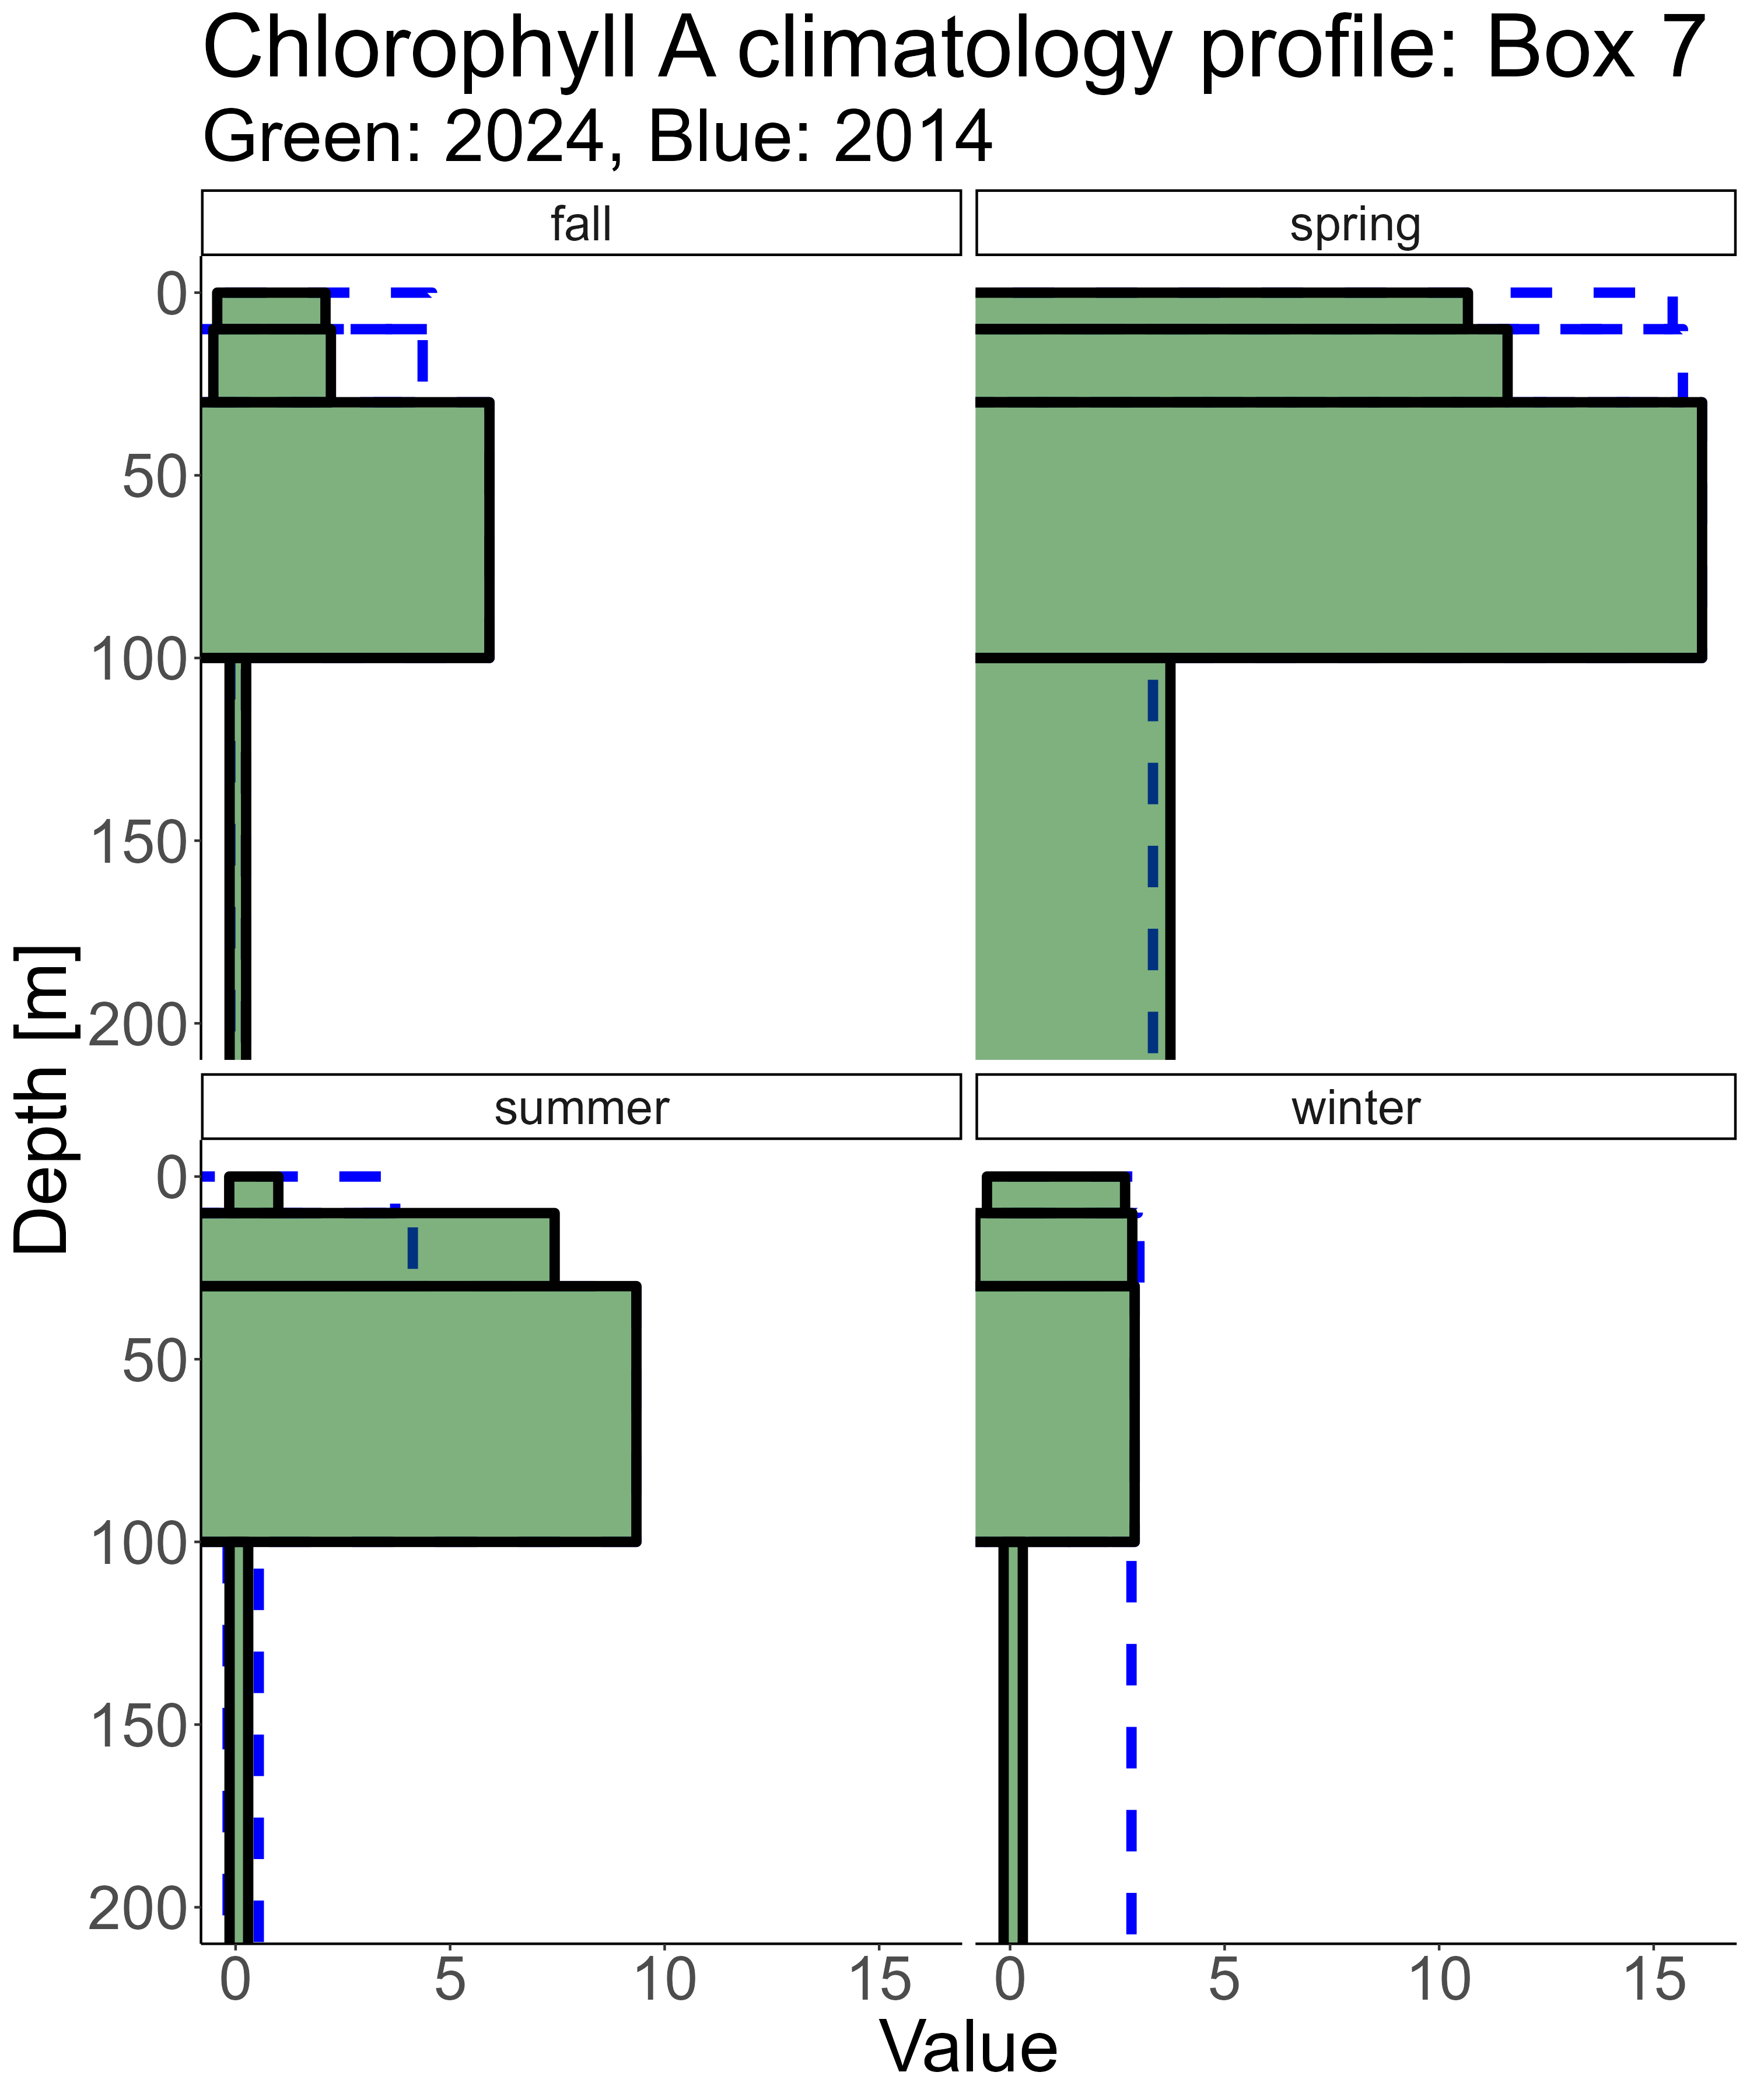 Chlorophyll A climatology profile: Box 7
Green: 2024, Blue: 2014
fall
spring
0
50
100
150
200
summer
winter
0
50
100
150
200
Depth [m]
0
5
10
15
0
5
10
15
Value